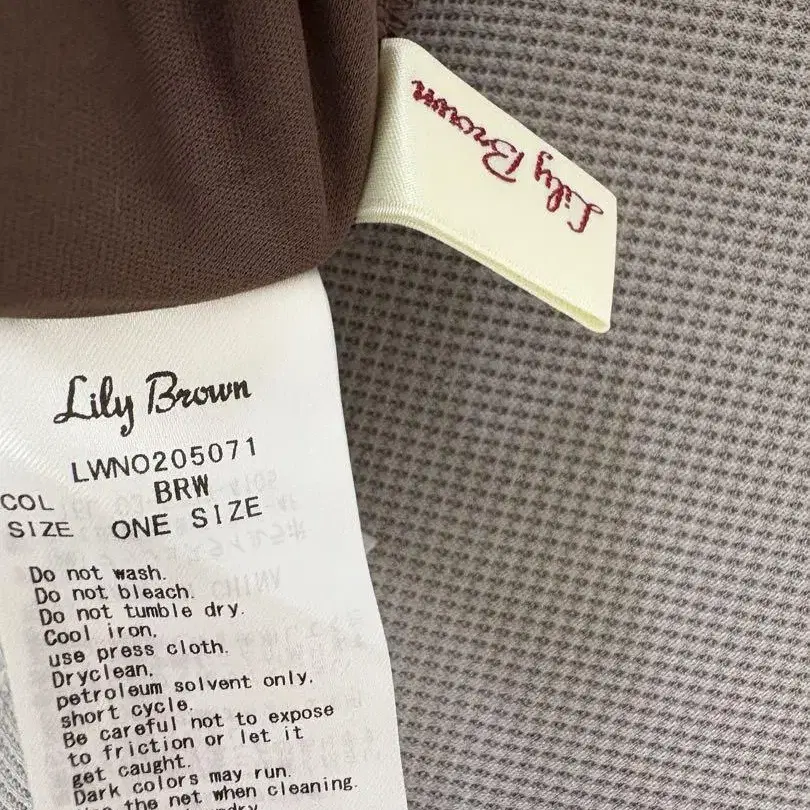 Lily Brown
Lily Brown
LWNO205071
COL BRW
SIZE ONE SIZE
Do not wash.
Do not bleach.
Do not tumble dry.
Cool iron.
use press cloth.
Dryclean.
petroleum solvent only.
short cycle.
Be careful not to expose
to friction or let it
get caught.
Dark colors may run.
the net when cleaning.